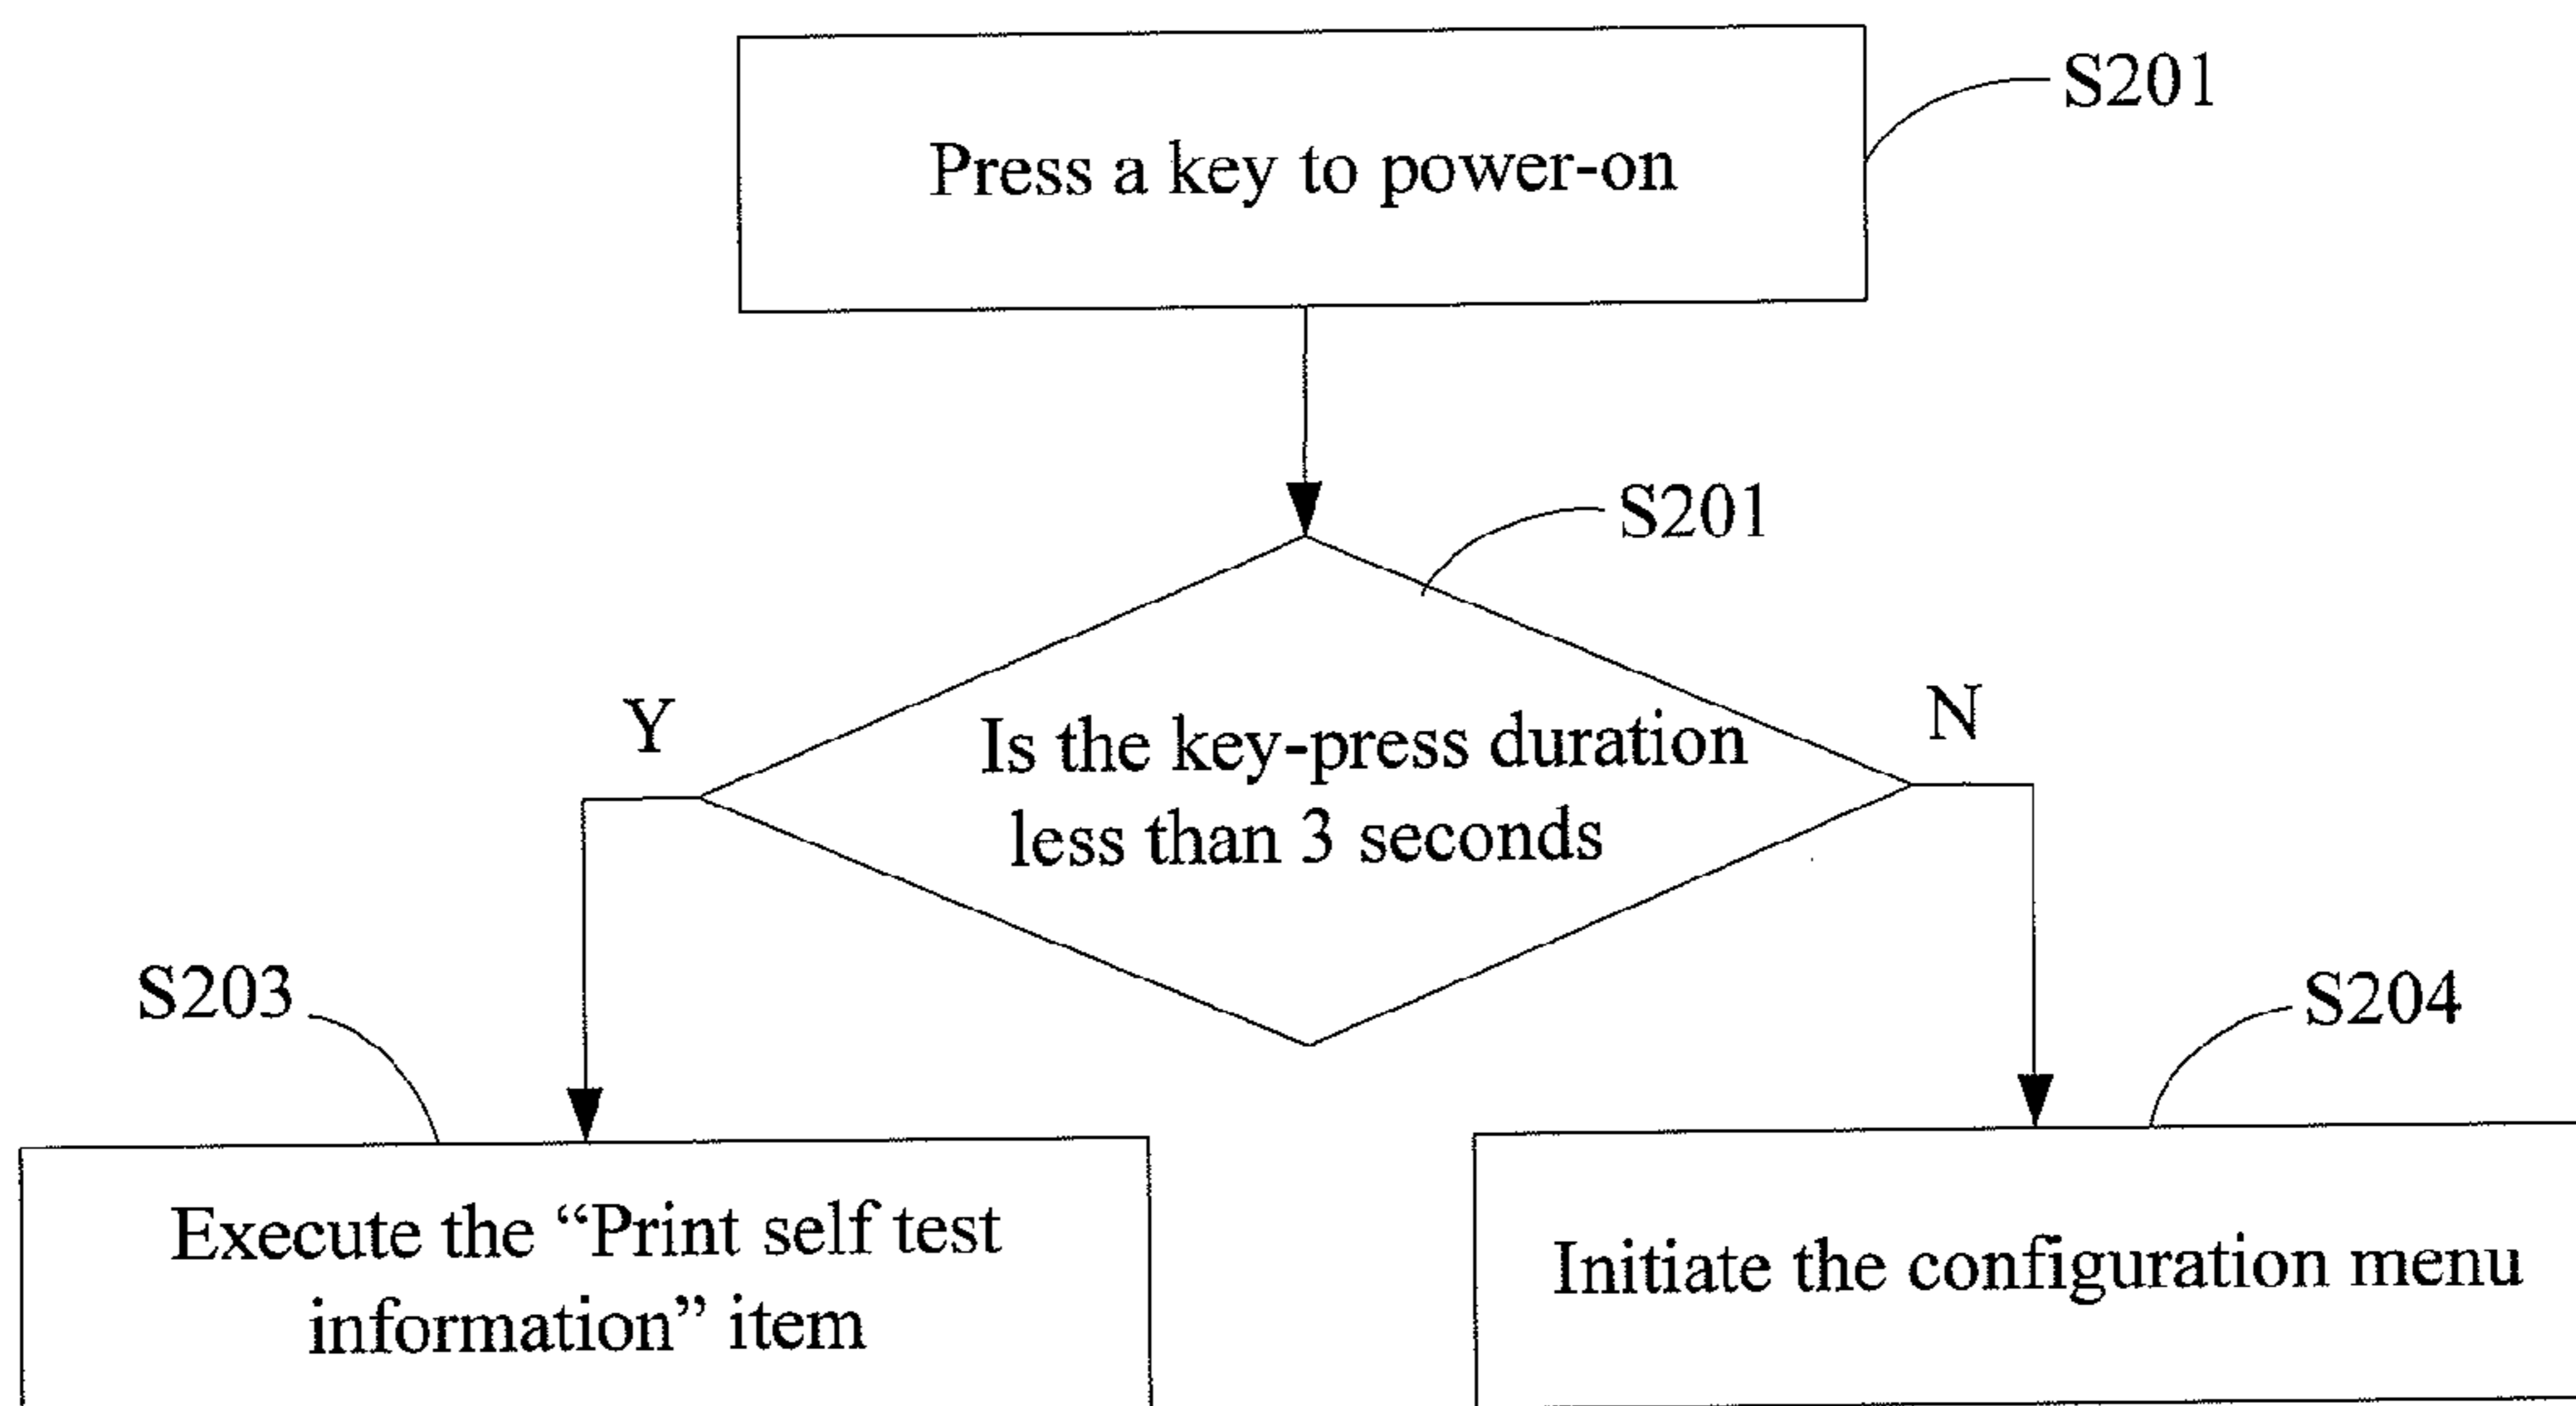 S201
Press a key to power-on
S201
Y
N
Is the key-press duration
less than 3 seconds
S203
S204
Execute the “Print self test
information” item
Initiate the configuration menu